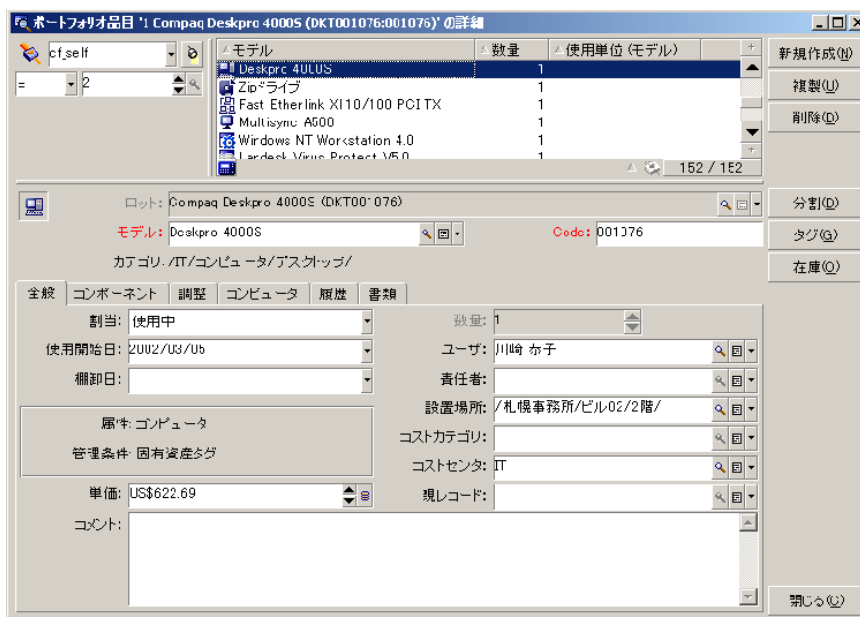 ポートフォリオ品目 '1 Compaq Deskpro 4000S (DKT001076:001076)' の詳細
cf_self
= 2
モデル 数量 使用単位 (モデル)
Deskpro 4000S 1
Zipドライブ 1
Fast Etherlink Xl 10/100 PCI TX 1
Multisync A500 1
Windows NT Workstation 4.0 1
Landesk Virus Protect V5.0 1
152 / 152
新規作成(N)
複製(U)
削除(D)
ロット: Compaq Deskpro 4000S (DKT001076)
モデル: Deskpro 4000S Code: 001076
カテゴリ: /IT/コンピュータ/デスクトップ/
分割(D)
タグ(G)
在庫(O)
全般 コンポーネント 調整 コンピュータ 履歴 書類
割当: 使用中 数量: 1
使用開始日: 2002/03/05 ユーザ: 川崎 恭子
棚卸日: 責任者:
設置場所: /札幌事務所/ビル02/2階/
属性: コンピュータ
管理条件: 固有資産タグ
コストカテゴリ:
コストセンタ: IT
単価: US$622.69 現レコード:
コメント:
閉じる(C)